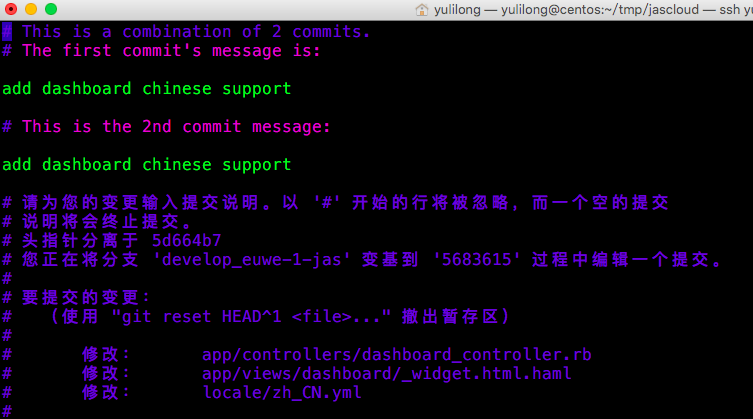 yulilong — yulilong@centos:~/tmp/jascloud — ssh yu
# This is a combination of 2 commits.
# The first commit's message is:
add dashboard chinese support
# This is the 2nd commit message:
add dashboard chinese support
# 请为您的变更输入提交说明。以 '#' 开始的行将被忽略，而一个空的提交
# 说明将会终止提交。
# 头指针分离于 5d664b7
# 您正在将分支 'develop_euwe-1-jas' 变基到 '5683615' 过程中编辑一个提交。
#
# 要提交的变更：
#   （使用 "git reset HEAD^1 <file>..." 撤出暂存区）
#
#       修改：     app/controllers/dashboard_controller.rb
#       修改：     app/views/dashboard/_widget.html.haml
#       修改：     locale/zh_CN.yml
#